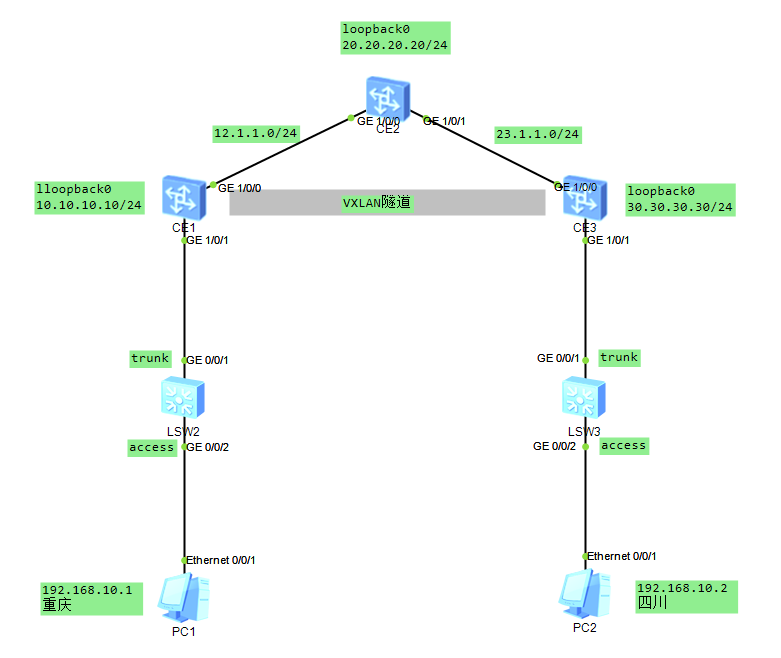 loopback0
20.20.20.20/24
GE 1/0/0
GE 1/0/1
CE2
12.1.1.0/24
23.1.1.0/24
lloopback0
10.10.10.10/24
GE 1/0/0
VXLAN隧道
GE 1/0/0
loopback0
30.30.30.30/24
CE1
CE3
GE 1/0/1
GE 1/0/1
trunk
GE 0/0/1
GE 0/0/1
trunk
LSW2
LSW3
access
GE 0/0/2
GE 0/0/2
access
Ethernet 0/0/1
Ethernet 0/0/1
192.168.10.1
重庆
192.168.10.2
四川
PC1
PC2